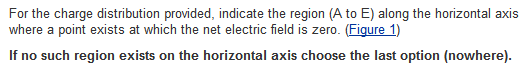 For the charge distribution provided, indicate the region (A to E) along the horizontal axis
where a point exists at which the net electric field is zero. (Figure 1)
If no such region exists on the horizontal axis choose the last option (nowhere).